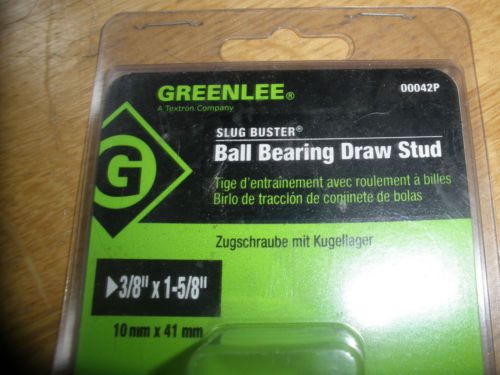 GREENLEE®
A Textron Company
00042P
SLUG BUSTER®
Ball Bearing Draw Stud
G
Tige d'entraînement avec roulement à billes
Birlo de tracción de conjinete de bolas
Zugschraube mit Kugellager
3/8" x 1-5/8"
10 mm x 41 mm